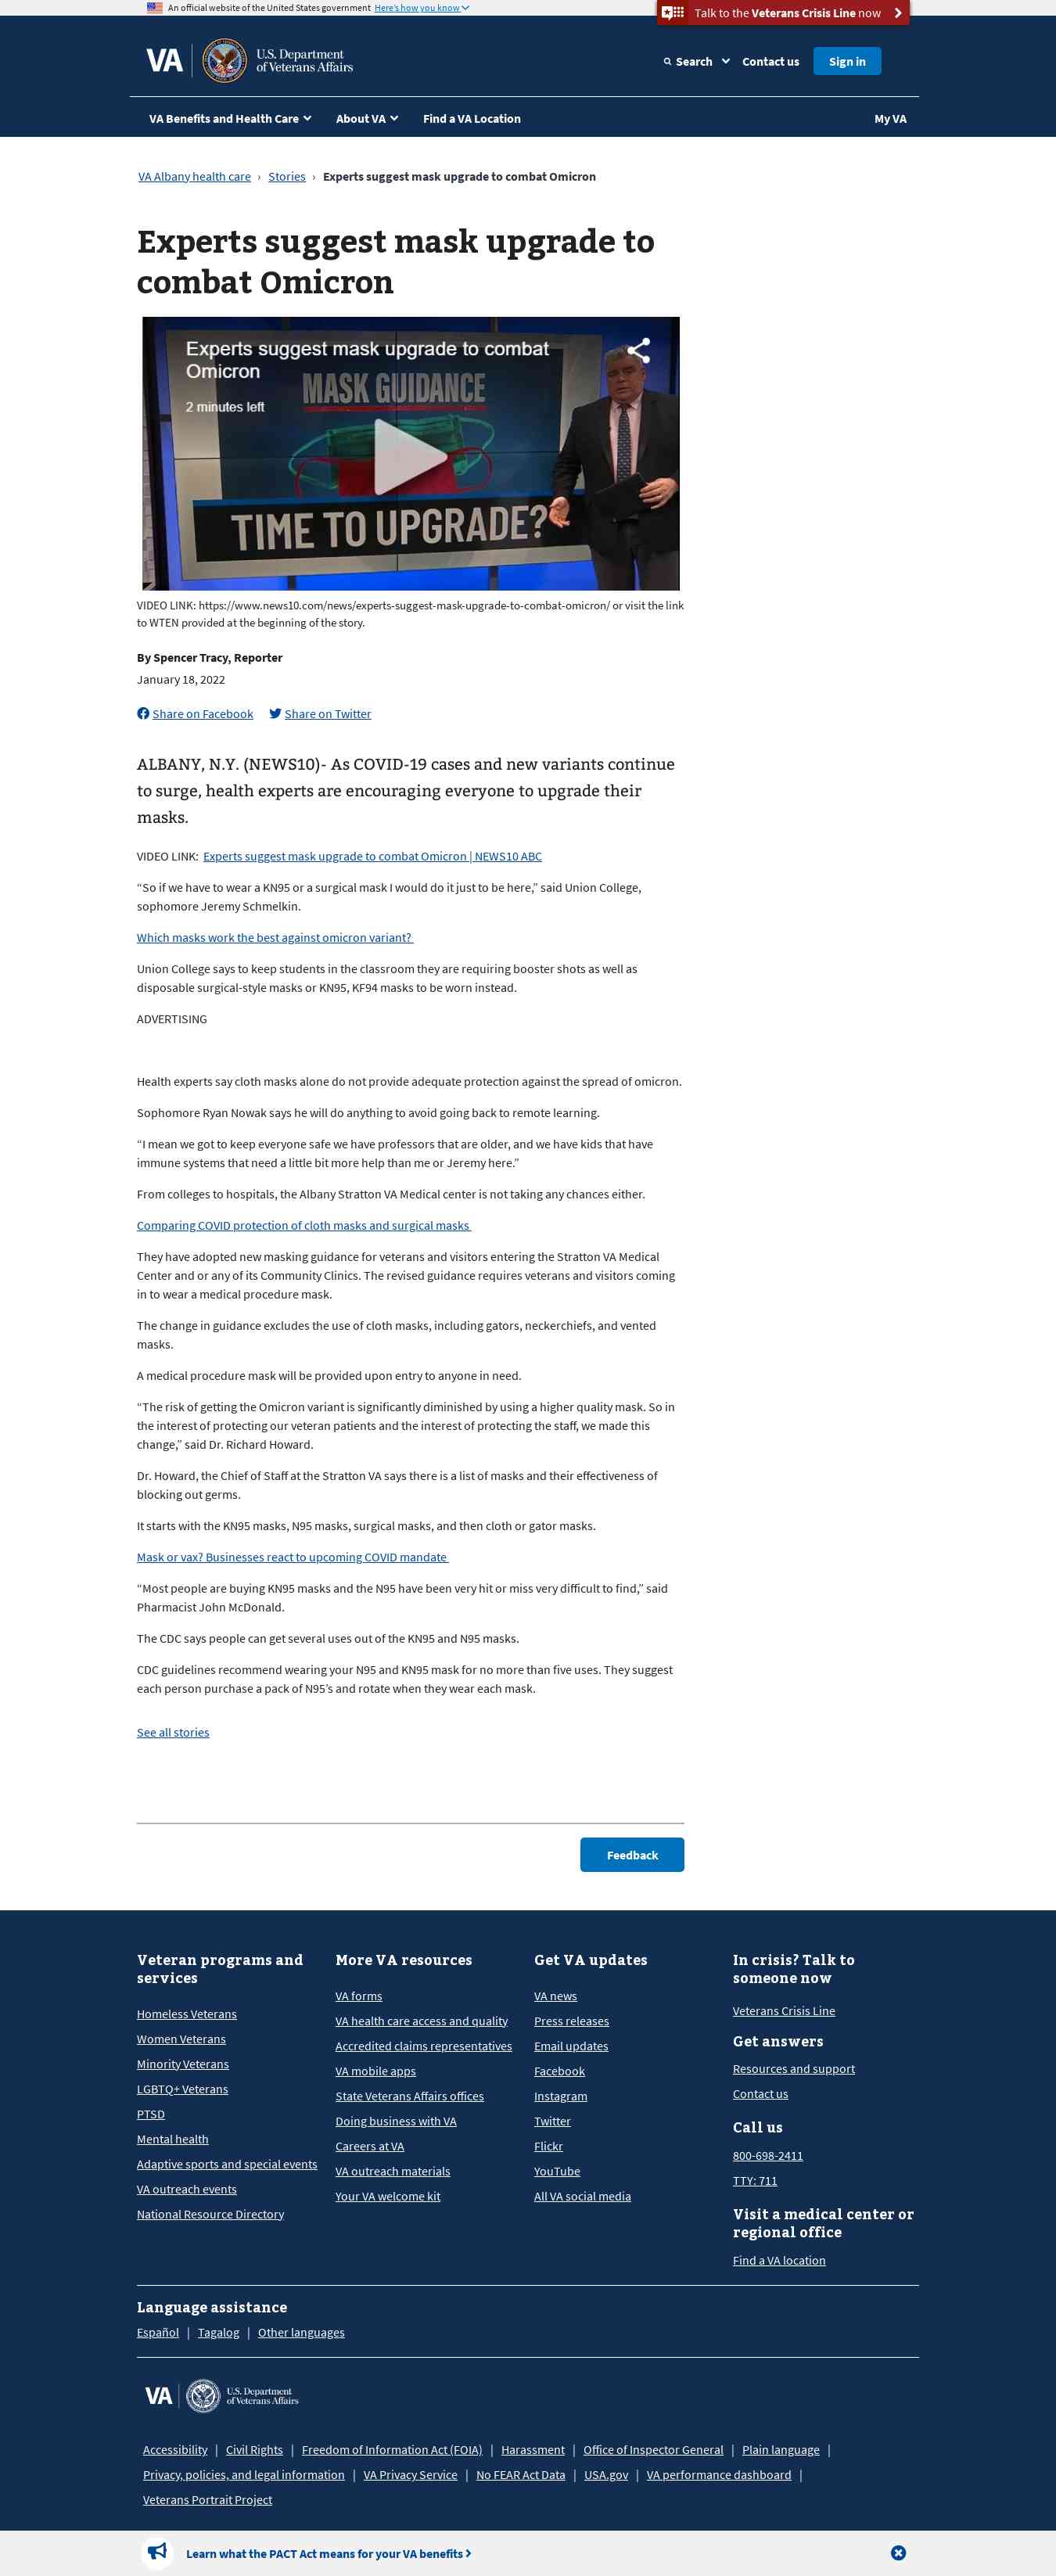 An official website of the United States government Here's how you know
Talk to the Veterans Crisis Line now
VA U.S. Department of Veterans Affairs
Search
Contact us
Sign in
VA Benefits and Health Care
About VA
Find a VA Location
My VA
VA Albany health care › Stories › Experts suggest mask upgrade to combat Omicron
Experts suggest mask upgrade to
combat Omicron
Experts suggest mask upgrade to combat
Omicron
2 minutes left
MASK GUIDANCE
TIME TO UPGRADE?
VIDEO LINK: https://www.news10.com/news/experts-suggest-mask-upgrade-to-combat-omicron/ or visit the link
to WTEN provided at the beginning of the story.
By Spencer Tracy, Reporter
January 18, 2022
Share on Facebook Share on Twitter
ALBANY, N.Y. (NEWS10)- As COVID-19 cases and new variants continue
to surge, health experts are encouraging everyone to upgrade their
masks.
VIDEO LINK: Experts suggest mask upgrade to combat Omicron | NEWS10 ABC
“So if we have to wear a KN95 or a surgical mask I would do it just to be here,” said Union College,
sophomore Jeremy Schmelkin.
Which masks work the best against omicron variant?
Union College says to keep students in the classroom they are requiring booster shots as well as
disposable surgical-style masks or KN95, KF94 masks to be worn instead.
ADVERTISING
Health experts say cloth masks alone do not provide adequate protection against the spread of omicron.
Sophomore Ryan Nowak says he will do anything to avoid going back to remote learning.
“I mean we got to keep everyone safe we have professors that are older, and we have kids that have
immune systems that need a little bit more help than me or Jeremy here.”
From colleges to hospitals, the Albany Stratton VA Medical center is not taking any chances either.
Comparing COVID protection of cloth masks and surgical masks
They have adopted new masking guidance for veterans and visitors entering the Stratton VA Medical
Center and or any of its Community Clinics. The revised guidance requires veterans and visitors coming
in to wear a medical procedure mask.
The change in guidance excludes the use of cloth masks, including gators, neckerchiefs, and vented
masks.
A medical procedure mask will be provided upon entry to anyone in need.
“The risk of getting the Omicron variant is significantly diminished by using a higher quality mask. So in
the interest of protecting our veteran patients and the interest of protecting the staff, we made this
change,” said Dr. Richard Howard.
Dr. Howard, the Chief of Staff at the Stratton VA says there is a list of masks and their effectiveness of
blocking out germs.
It starts with the KN95 masks, N95 masks, surgical masks, and then cloth or gator masks.
Mask or vax? Businesses react to upcoming COVID mandate
“Most people are buying KN95 masks and the N95 have been very hit or miss very difficult to find,” said
Pharmacist John McDonald.
The CDC says people can get several uses out of the KN95 and N95 masks.
CDC guidelines recommend wearing your N95 and KN95 mask for no more than five uses. They suggest
each person purchase a pack of N95’s and rotate when they wear each mask.
See all stories
Feedback
Veteran programs and
services
Homeless Veterans
Women Veterans
Minority Veterans
LGBTQ+ Veterans
PTSD
Mental health
Adaptive sports and special events
VA outreach events
National Resource Directory
More VA resources
VA forms
VA health care access and quality
Accredited claims representatives
VA mobile apps
State Veterans Affairs offices
Doing business with VA
Careers at VA
VA outreach materials
Your VA welcome kit
Get VA updates
VA news
Press releases
Email updates
Facebook
Instagram
Twitter
Flickr
YouTube
All VA social media
In crisis? Talk to
someone now
Veterans Crisis Line
Get answers
Resources and support
Contact us
Call us
800-698-2411
TTY: 711
Visit a medical center or
regional office
Find a VA location
Language assistance
Español | Tagalog | Other languages
VA U.S. Department of Veterans Affairs
Accessibility | Civil Rights | Freedom of Information Act (FOIA) | Harassment | Office of Inspector General | Plain language |
Privacy, policies, and legal information | VA Privacy Service | No FEAR Act Data | USA.gov | VA performance dashboard |
Veterans Portrait Project
Learn what the PACT Act means for your VA benefits